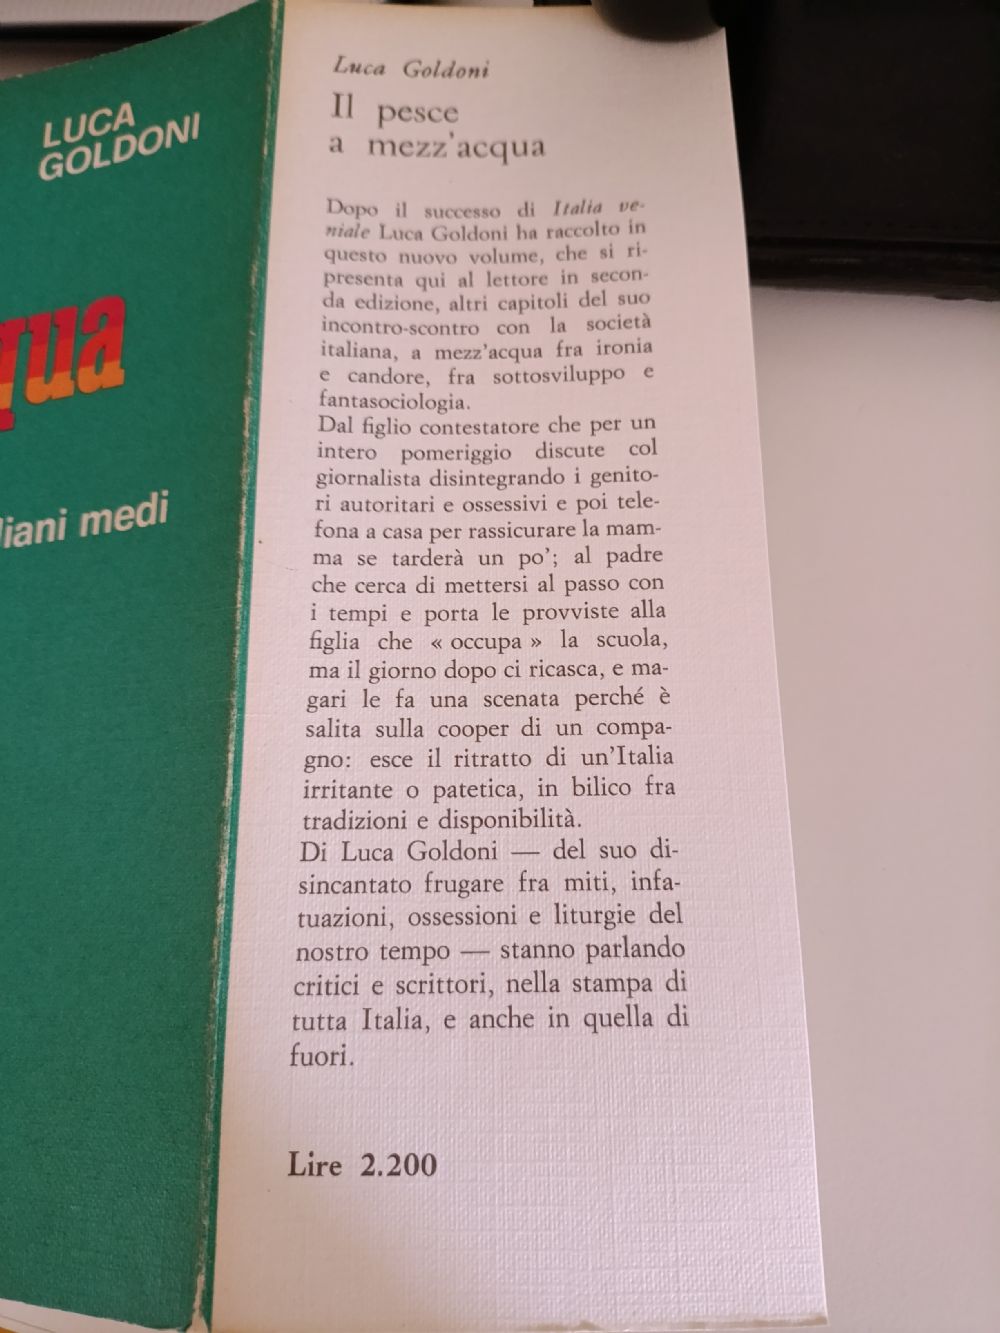 LUCA
GOLDONI
qua
liani medi
Luca Goldoni
Il pesce
a mezz'acqua
Dopo il successo di Italia ve-
niale Luca Goldoni ha raccolto in
questo nuovo volume, che si ri-
presenta qui al lettore in secon-
da edizione, altri capitoli del suo
incontro-scontro con la società
italiana, a mezz'acqua fra ironia
e candore, fra sottosviluppo e
fantasociologia.
Dal figlio contestatore che per un
intero pomeriggio discute col
giornalista disintegrando i genito-
ri autoritari e ossessivi e poi tele-
fona a casa per rassicurare la mam-
ma se tarderà un po'; al padre
che cerca di mettersi al passo con
i tempi e porta le provviste alla
figlia che « occupa » la scuola,
ma il giorno dopo ci ricasca, e ma-
gari le fa una scenata perché è
salita sulla cooper di un compa-
gno: esce il ritratto di un'Italia
irritante o patetica, in bilico fra
tradizioni e disponibilità.
Di Luca Goldoni — del suo di-
sincantato frugare fra miti, infa-
tuazioni, ossessioni e liturgie del
nostro tempo — stanno parlando
critici e scrittori, nella stampa di
tutta Italia, e anche in quella di
fuori.
Lire 2.200